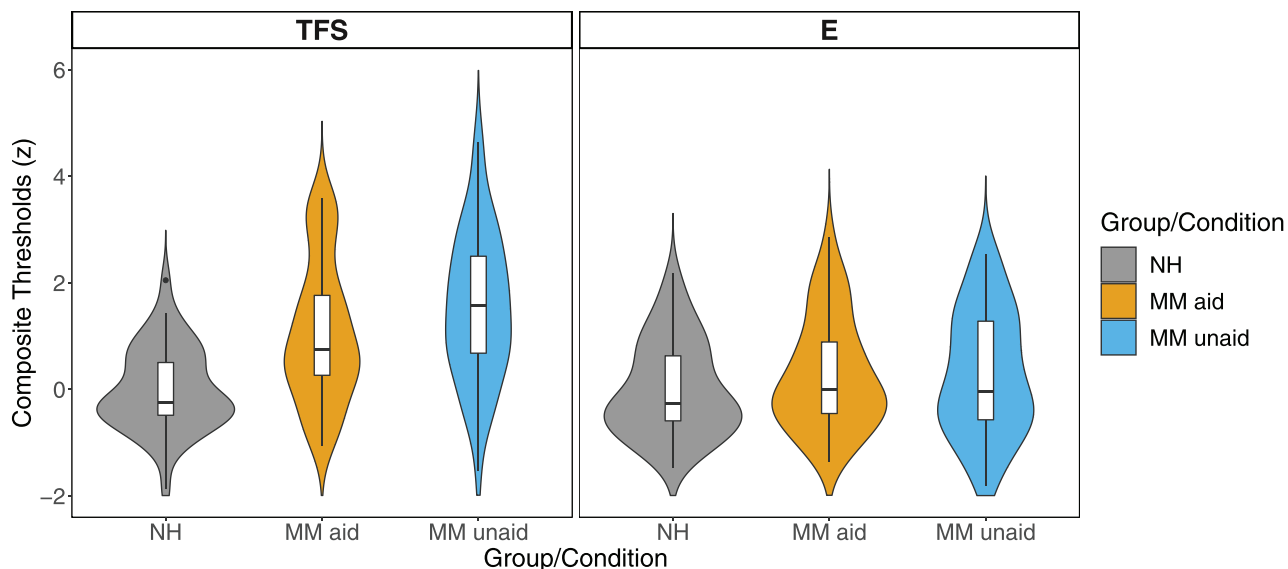 TFS
E
Composite Thresholds (z)
6
4
2
0
−2
NH
MM aid
MM unaid
NH
MM aid
MM unaid
Group/Condition
Group/Condition
NH
MM aid
MM unaid